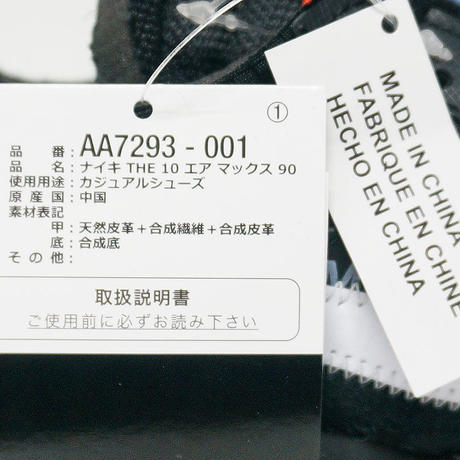 ①
品番：AA7293 - 001
品名：ナイキ THE 10 エア マックス 90
使用用途：カジュアルシューズ
原産国：中国
素材表記
甲：天然皮革＋合成繊維＋合成皮革
底：合成底
その他：
取扱説明書
ご使用前に必ずお読み下さい
MADE IN CHINA
FABRIQUE EN CHINE
HECHO EN CHINA